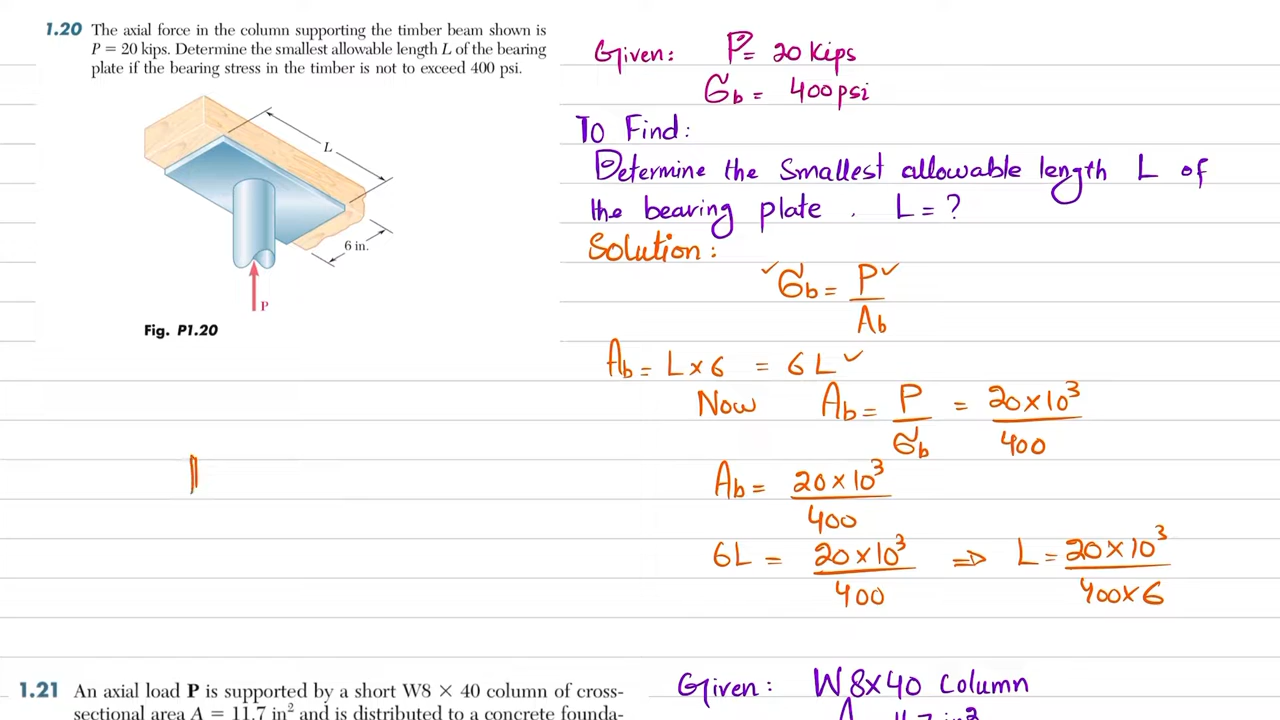 1.20 The axial force in the column supporting the timber beam shown is
P = 20 kips. Determine the smallest allowable length L of the bearing
plate if the bearing stress in the timber is not to exceed 400 psi.
L
6 in.
P
Fig. P1.20
Given: P = 20 kips
σb = 400 psi
To Find:
Determine the smallest allowable length L of
the bearing plate . L = ?
Solution:
✓σb = P✓/Ab
Ab = L × 6 = 6L ✓
Now Ab = P/σb = 20×10³/400
Ab = 20×10³/400
6L = 20×10³/400 ⇒ L = 20×10³/400×6
1.21 An axial load P is supported by a short W8 × 40 column of cross-
sectional area A = 11.7 in² and is distributed to a concrete founda-
Given: W8×40 Column